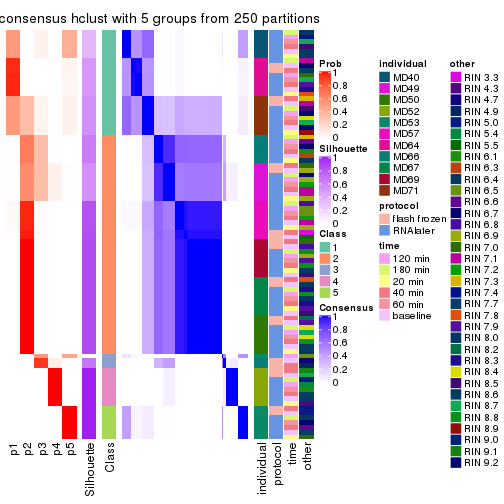 consensus hclust with 5 groups from 250 partitions
Prob
1
0.8
0.6
0.4
0.2
0
Silhouette
1
0.8
0.6
0.4
0.2
0
Class
1
2
3
4
5
Consensus
1
0.8
0.6
0.4
0.2
0
individual
MD40
MD49
MD50
MD52
MD53
MD57
MD64
MD66
MD67
MD69
MD71
protocol
flash frozen
RNAlater
time
120 min
180 min
20 min
40 min
60 min
baseline
other
RIN 3.3
RIN 4.3
RIN 4.7
RIN 4.9
RIN 5.0
RIN 5.4
RIN 5.5
RIN 6.1
RIN 6.3
RIN 6.4
RIN 6.5
RIN 6.6
RIN 6.7
RIN 6.8
RIN 6.9
RIN 7.0
RIN 7.1
RIN 7.2
RIN 7.3
RIN 7.4
RIN 7.7
RIN 7.8
RIN 7.9
RIN 8.0
RIN 8.2
RIN 8.3
RIN 8.4
RIN 8.5
RIN 8.6
RIN 8.7
RIN 8.8
RIN 8.9
RIN 9.0
RIN 9.1
RIN 9.2
p1
p2
p3
p4
p5
Silhouette
Class
individual
protocol
time
other